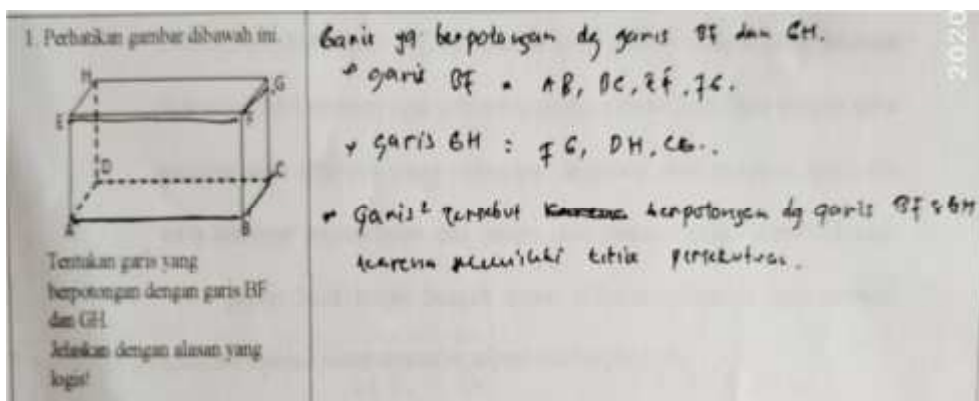 1. Perhatikan gambar dibawah ini.
H
G
E
F
D
C
A
B
Tentukan garis yang
berpotongan dengan garis BF
dan GH.
Jelaskan dengan alasan yang
logis!
Garis yg berpotongan dg garis BF dan GH.
garis BF = AB, BC, EF, FG.
garis GH : FG, DH, CG..
Garis² tersebut karena berpotongan dg garis BF & GH
karena memiliki titik persekutuan.
2020